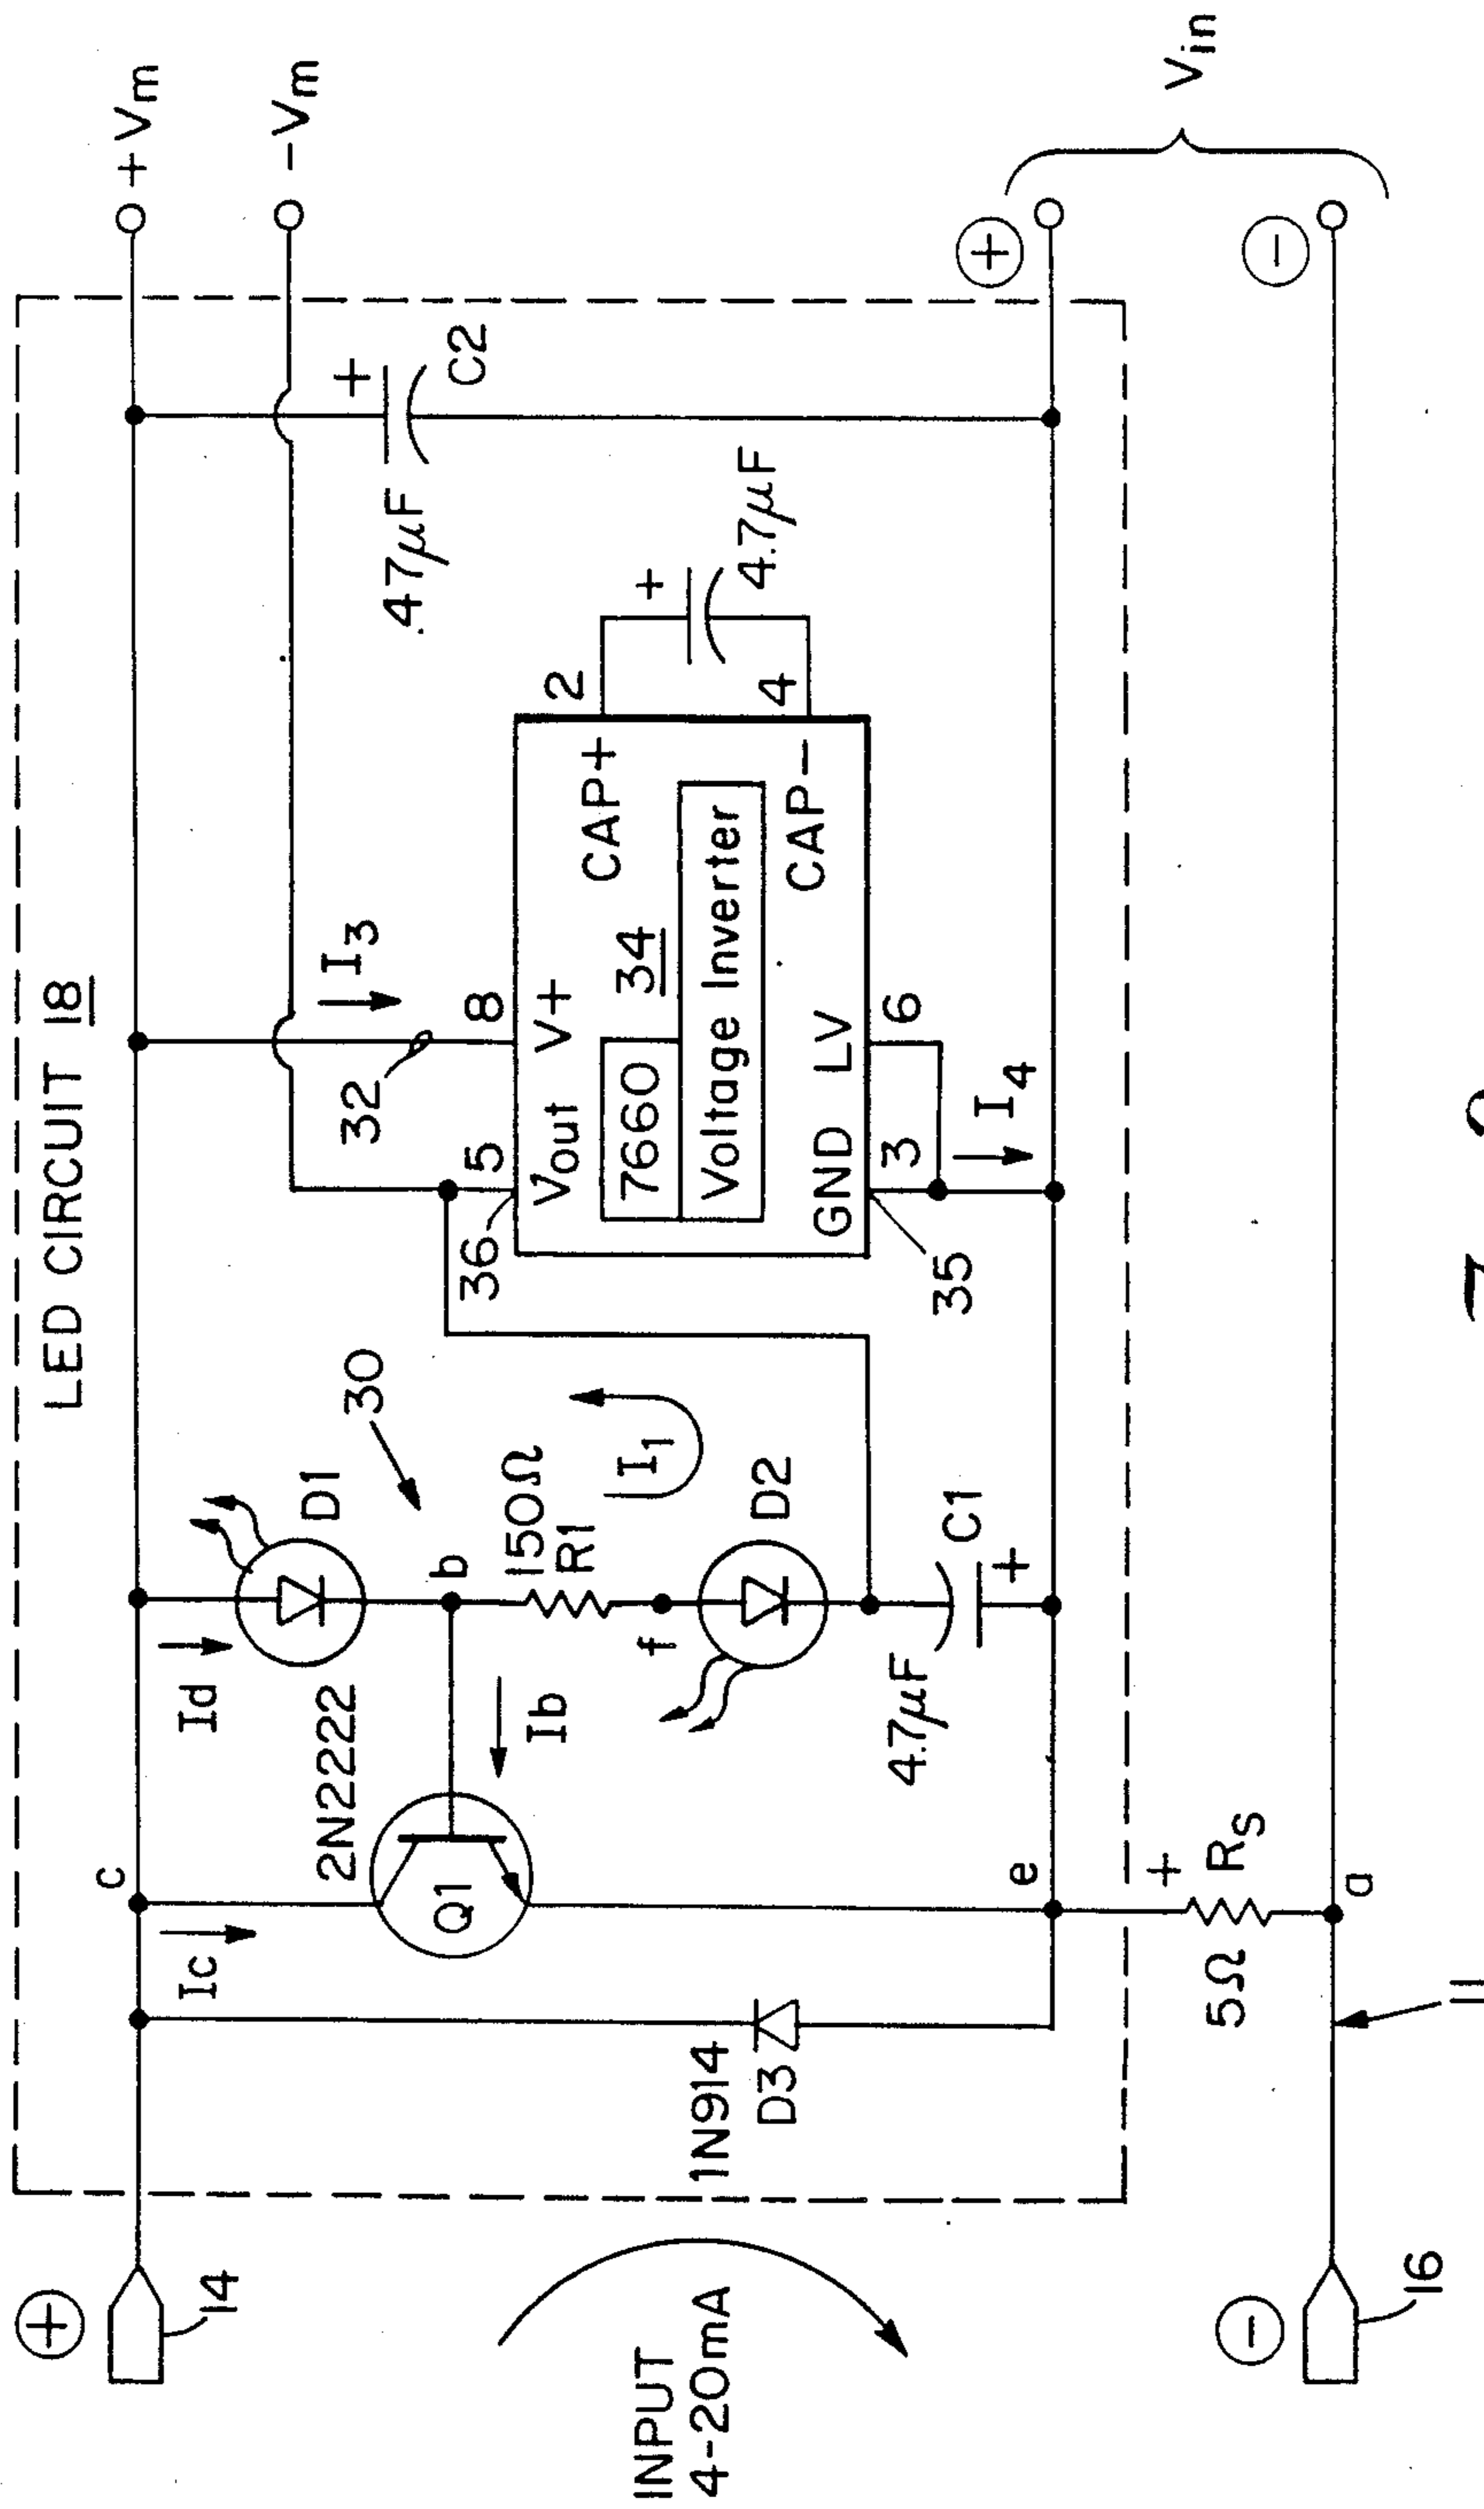 LED CIRCUIT 18
+
14
INPUT
4-20mA
-
16
c
Ic
Id
2N2222
Q1
Ib
1N914
D3
D1
30
b
150Ω
R1
I1
f
D2
4.7µF
C1
+
e
+
5Ω
RS
a
11
I3
32
36
5
8
Vout
V+
7660
34
Voltage Inverter
CAP+
CAP-
GND
LV
2
4
3
6
35
I4
+
4.7µF
+
.47µF
C2
+Vm
-Vm
+
-
Vin